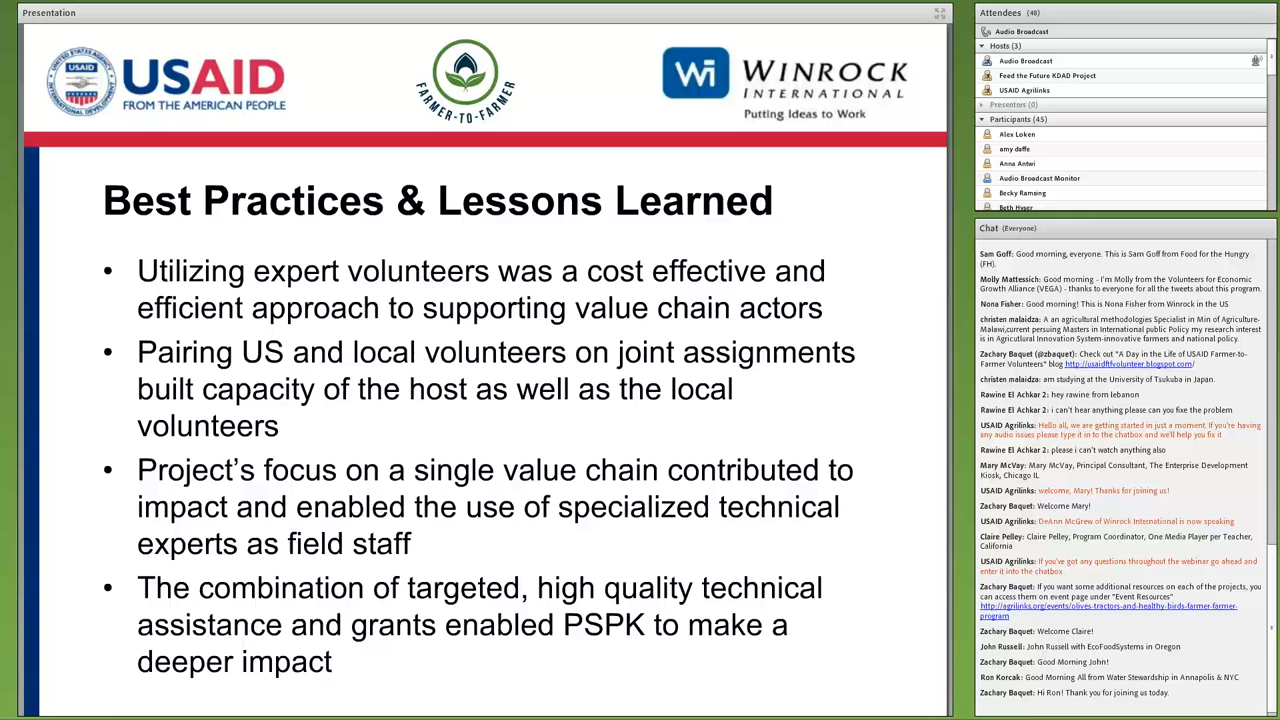 Presentation
USAID
USAID
FROM THE AMERICAN PEOPLE
FARMER-TO-FARMER
Wi
WINROCK
INTERNATIONAL
Putting Ideas to Work
Best Practices & Lessons Learned
• Utilizing expert volunteers was a cost effective and
efficient approach to supporting value chain actors
• Pairing US and local volunteers on joint assignments
built capacity of the host as well as the local
volunteers
• Project’s focus on a single value chain contributed to
impact and enabled the use of specialized technical
experts as field staff
• The combination of targeted, high quality technical
assistance and grants enabled PSPK to make a
deeper impact
Attendees (48)
Audio Broadcast
Hosts (3)
Audio Broadcast
Feed the Future KDAD Project
USAID Agrilinks
Presenters (0)
Participants (45)
Alex Loken
amy daffe
Anna Antwi
Audio Broadcast Monitor
Becky Ramsing
Beth Hyser
Chat (Everyone)
Sam Goff: Good morning, everyone. This is Sam Goff from Food for the Hungry
(FH).
Molly Mattessich: Good morning - I'm Molly from the Volunteers for Economic
Growth Alliance (VEGA) - thanks to everyone for all the tweets about this program.
Nona Fisher: Good morning! This is Nona Fisher from Winrock in the US
christen malaidza: A an agricultural methodologies Specialist in Min of Agriculture-
Malawi,current persuing Masters in International public Policy my research interest
is in Agricultural Innovation System-innovative farmers and national policy.
Zachary Baquet (@zbaquet): Check out "A Day in the Life of USAID Farmer-to-
Farmer Volunteers" blog http://usaidftfvolunteer.blogspot.com/
christen malaidza: am studying at the University of Tsukuba in Japan.
Rawine El Achkar 2: hey rawine from lebanon
Rawine El Achkar 2: i can't hear anything please can you fixe the problem
USAID Agrilinks: Hello all, we are getting started in just a moment. If you're having
any audio issues please type it in to the chatbox and we'll help you fix it
Rawine El Achkar 2: please i can't watch anything also
Mary McVay: Mary McVay, Principal Consultant, The Enterprise Development
Kiosk, Chicago IL
USAID Agrilinks: welcome, Mary! Thanks for joining us!
Zachary Baquet: Welcome Mary!
USAID Agrilinks: DeAnn McGrew of Winrock International is now speaking
Claire Pelley: Claire Pelley, Program Coordinator, One Media Player per Teacher,
California
USAID Agrilinks: If you've got any questions throughout the webinar go ahead and
enter it into the chatbox
Zachary Baquet: If you want some additional resources on each of the projects, you
can access them on event page under "Event Resources"
http://agrilinks.org/events/olives-tractors-and-healthy-birds-farmer-farmer-
program
Zachary Baquet: Welcome Claire!
John Russell: John Russell with EcoFoodSystems in Oregon
Zachary Baquet: Good Morning John!
Ron Korcak: Good Morning All from Water Stewardship in Annapolis & NYC
Zachary Baquet: Hi Ron! Thank you for joining us today.